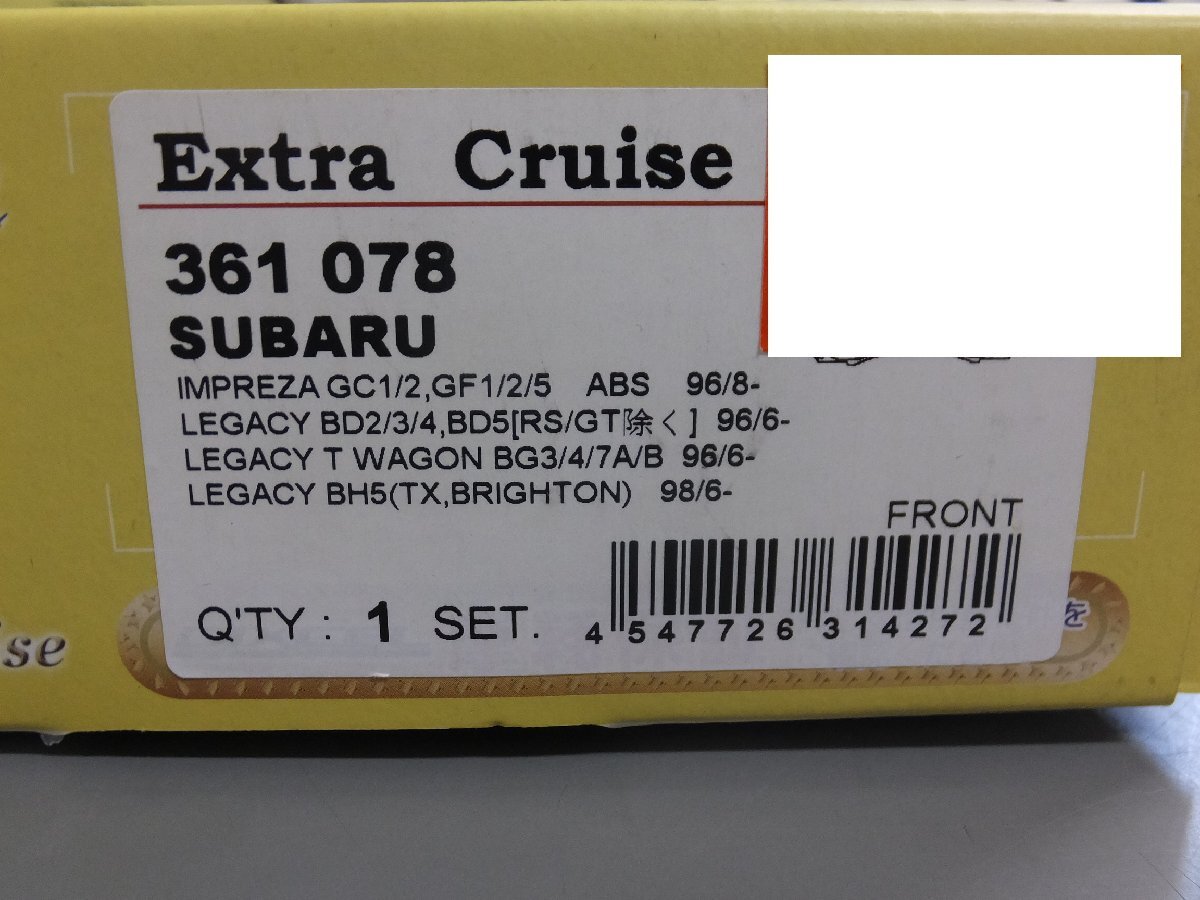 Extra Cruise
361 078
SUBARU
IMPREZA GC1/2,GF1/2/5 ABS 96/8-
LEGACY BD2/3/4,BD5[RS/GT除く] 96/6-
LEGACY T WAGON BG3/4/7A/B 96/6-
LEGACY BH5(TX,BRIGHTON) 98/6-
FRONT
Q'TY : 1 SET.
4 547726 314272
se
を